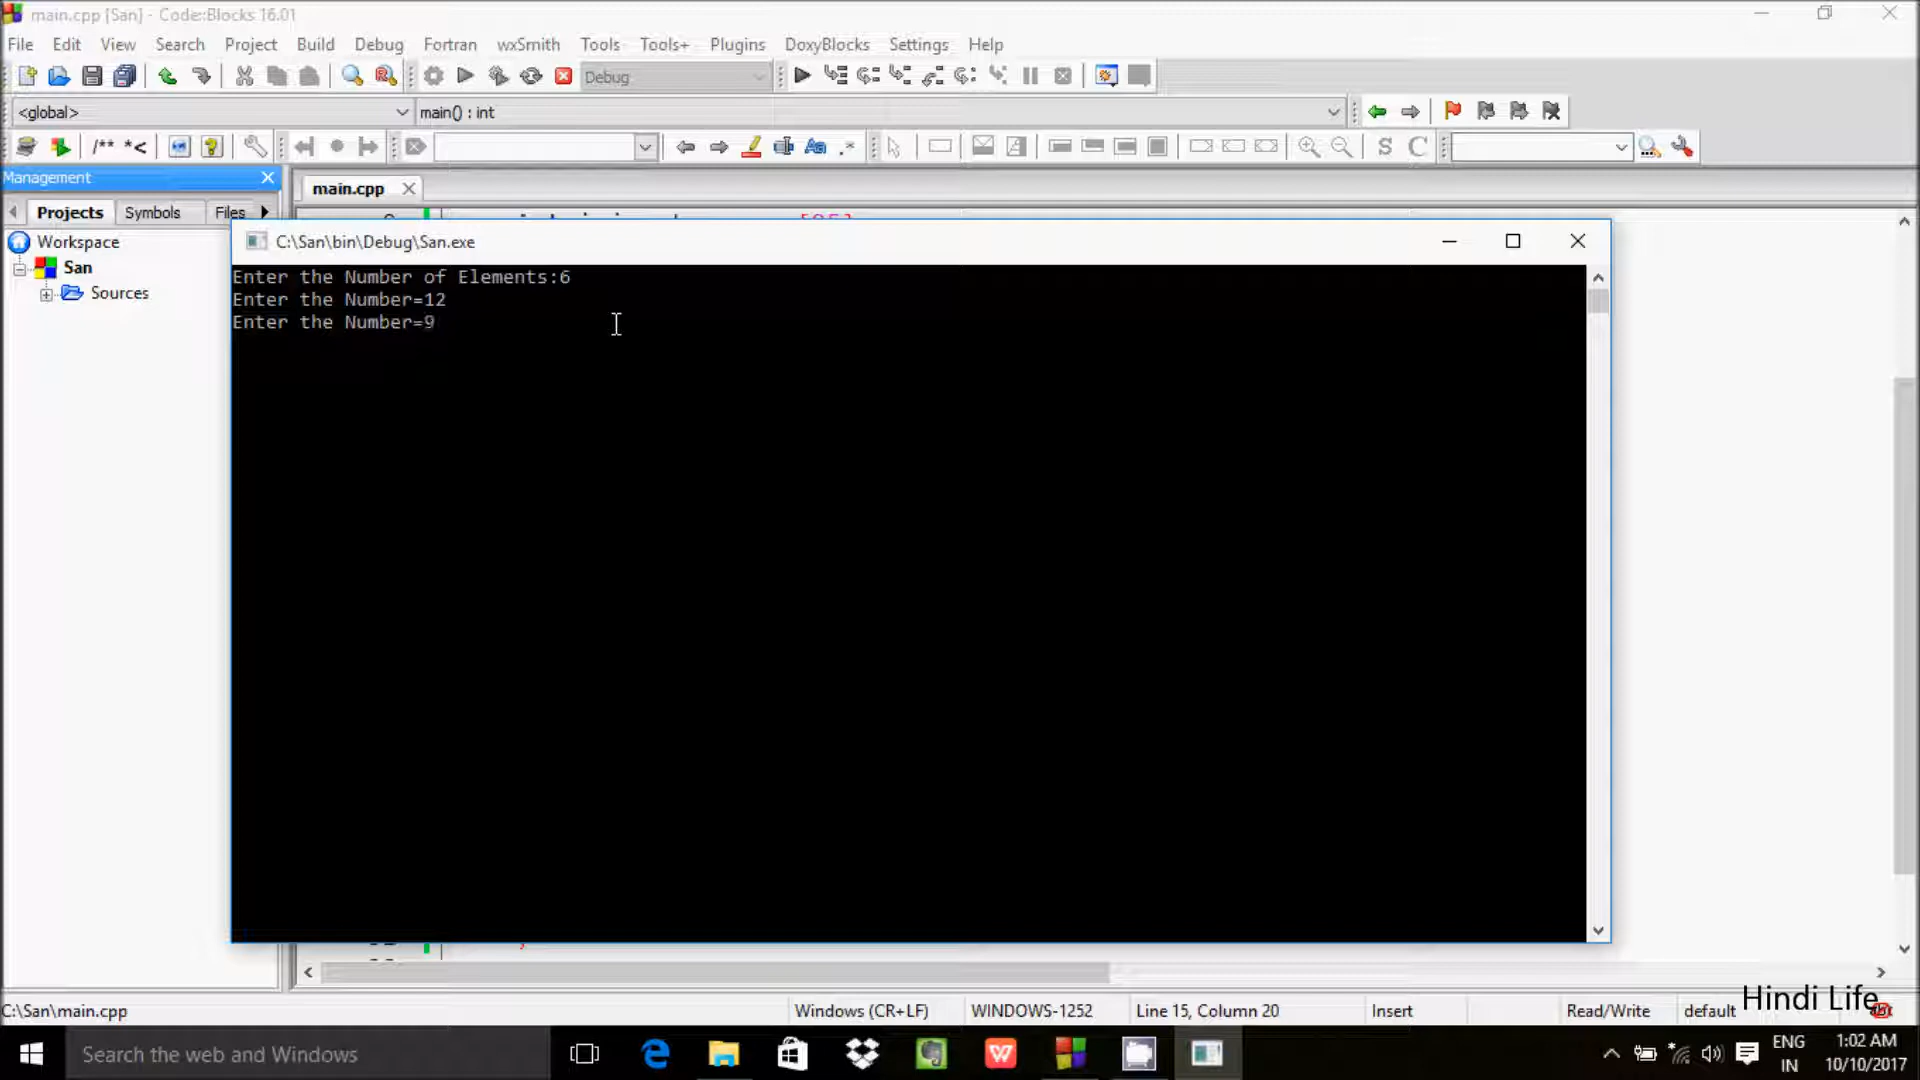 main.cpp [San] - Code::Blocks 16.01
File Edit View Search Project Build Debug Fortran wxSmith Tools Tools+ Plugins DoxyBlocks Settings Help
Debug
<global> main() : int
/** *<
S C
Management
main.cpp
Projects Symbols Files
Workspace
San
Sources
C:\San\bin\Debug\San.exe
Enter the Number of Elements:6
Enter the Number=12
Enter the Number=9
Hindi Life
C:\San\main.cpp Windows (CR+LF) WINDOWS-1252 Line 15, Column 20 Insert Read/Write default
Search the web and Windows
ENG
IN
1:02 AM
10/10/2017